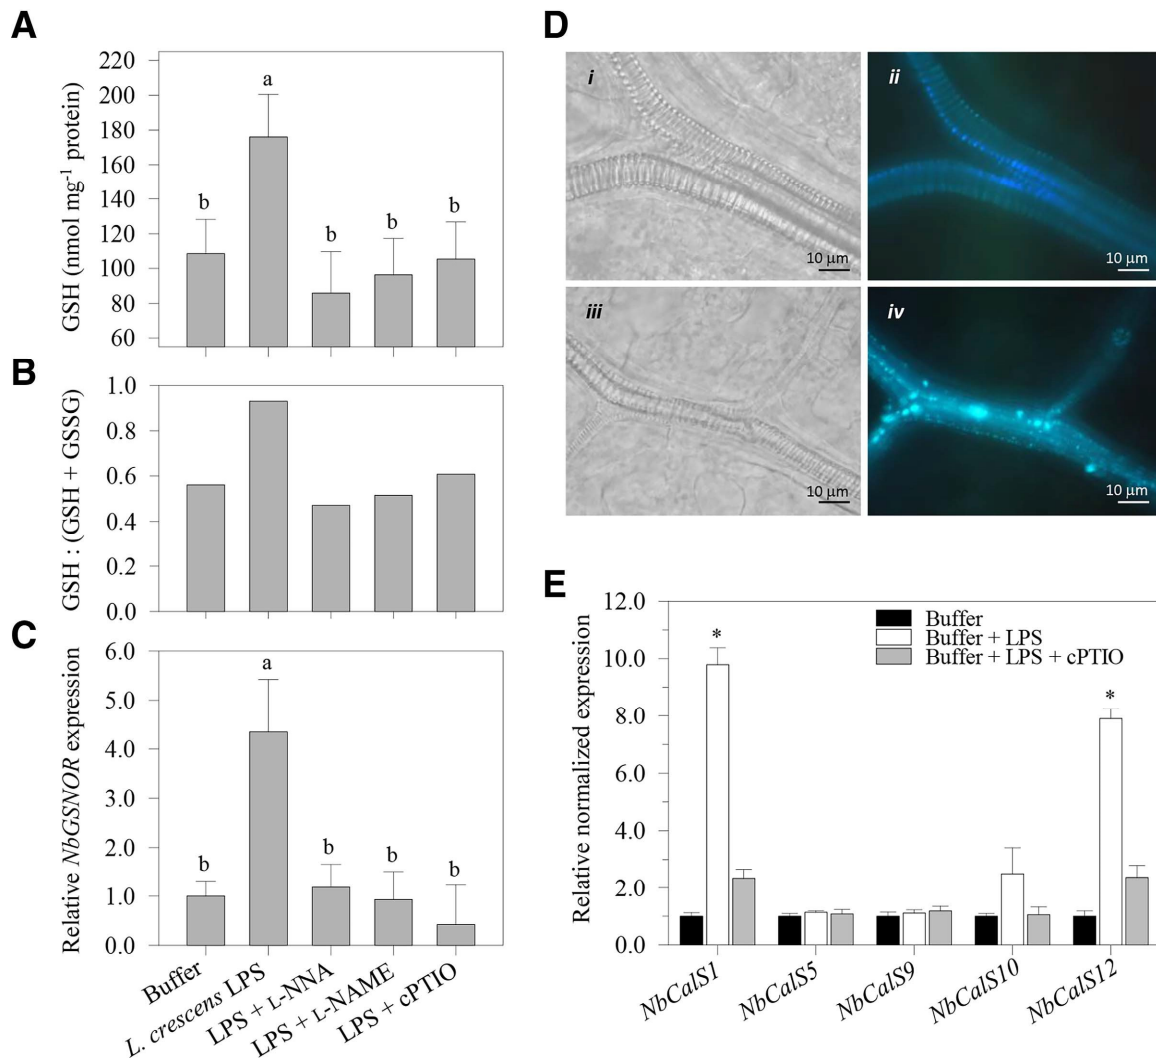 A
220
200
180
160
140
120
100
80
60
GSH (nmol mg-1 protein)
b
a
b
b
b
B
1.0
0.8
0.6
0.4
0.2
0.0
GSH : (GSH + GSSG)
C
6.0
5.0
4.0
3.0
2.0
1.0
0.0
Relative NbGSNOR expression
b
a
b
b
b
Buffer
L. crescens LPS
LPS + L-NNA
LPS + L-NAME
LPS + cPTIO
D
i
10 µm
ii
10 µm
iii
10 µm
iv
10 µm
E
12.0
10.0
8.0
6.0
4.0
2.0
0.0
Relative normalized expression
Buffer
Buffer + LPS
Buffer + LPS + cPTIO
*
*
NbCalS1
NbCalS5
NbCalS9
NbCalS10
NbCalS12